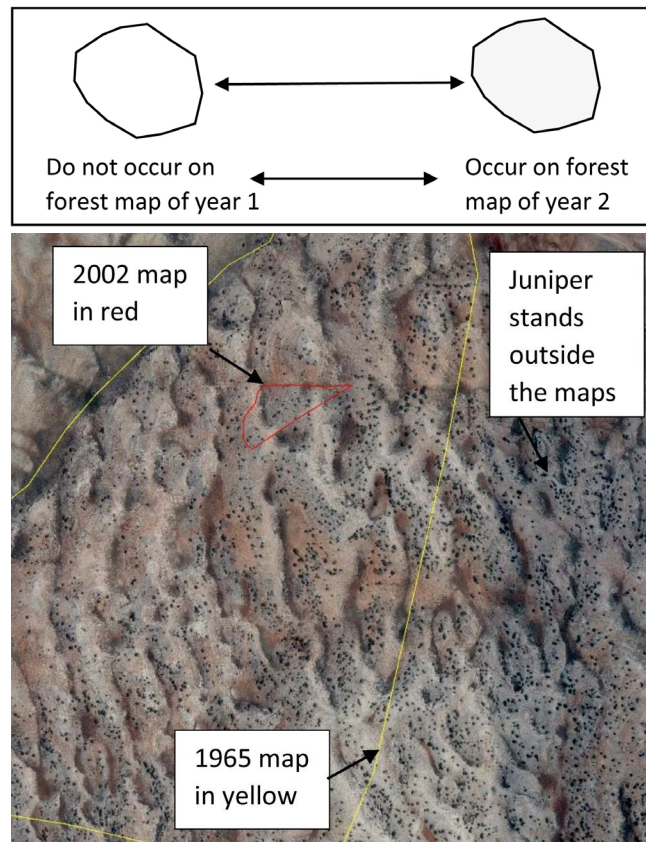 Do not occur on
forest map of year 1
Occur on forest
map of year 2
2002 map
in red
Juniper
stands
outside
the maps
1965 map
in yellow